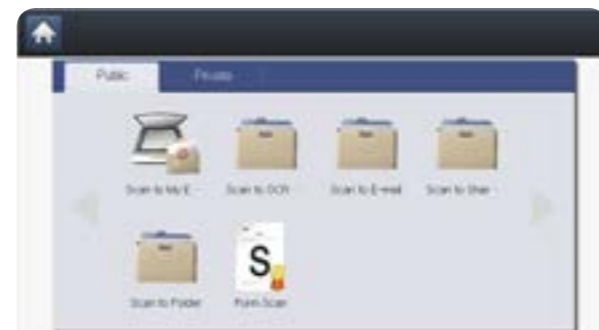 Public Private
Scan to My E... Scan to OCR Scan to E-mail Scan to Shar...
Scan to Folder Form Scan
S